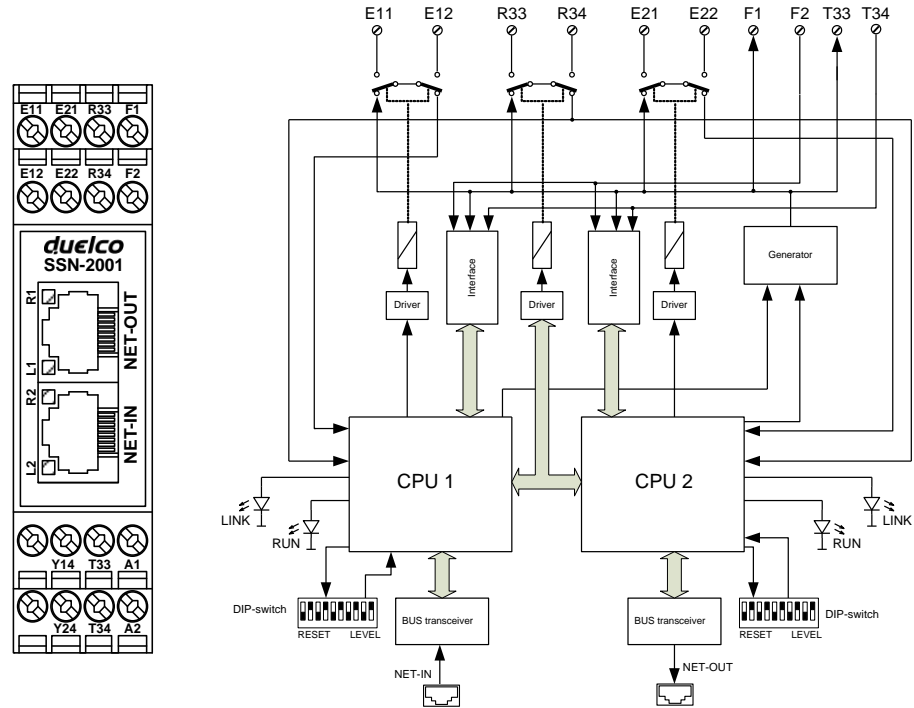 E11 E21 R33 F1
E12 E22 R34 F2
duelco
SSN-2001
R1
L1
NET-OUT
R2
L2
NET-IN
Y14 T33 A1
Y24 T34 A2
E11 E12 R33 R34 E21 E22 F1 F2 T33 T34
Interface
Interface
Generator
Driver
Driver
Driver
CPU 1
CPU 2
LINK
RUN
RUN
LINK
DIP-switch
RESET LEVEL
BUS transceiver
BUS transceiver
DIP-switch
RESET LEVEL
NET-IN
NET-OUT